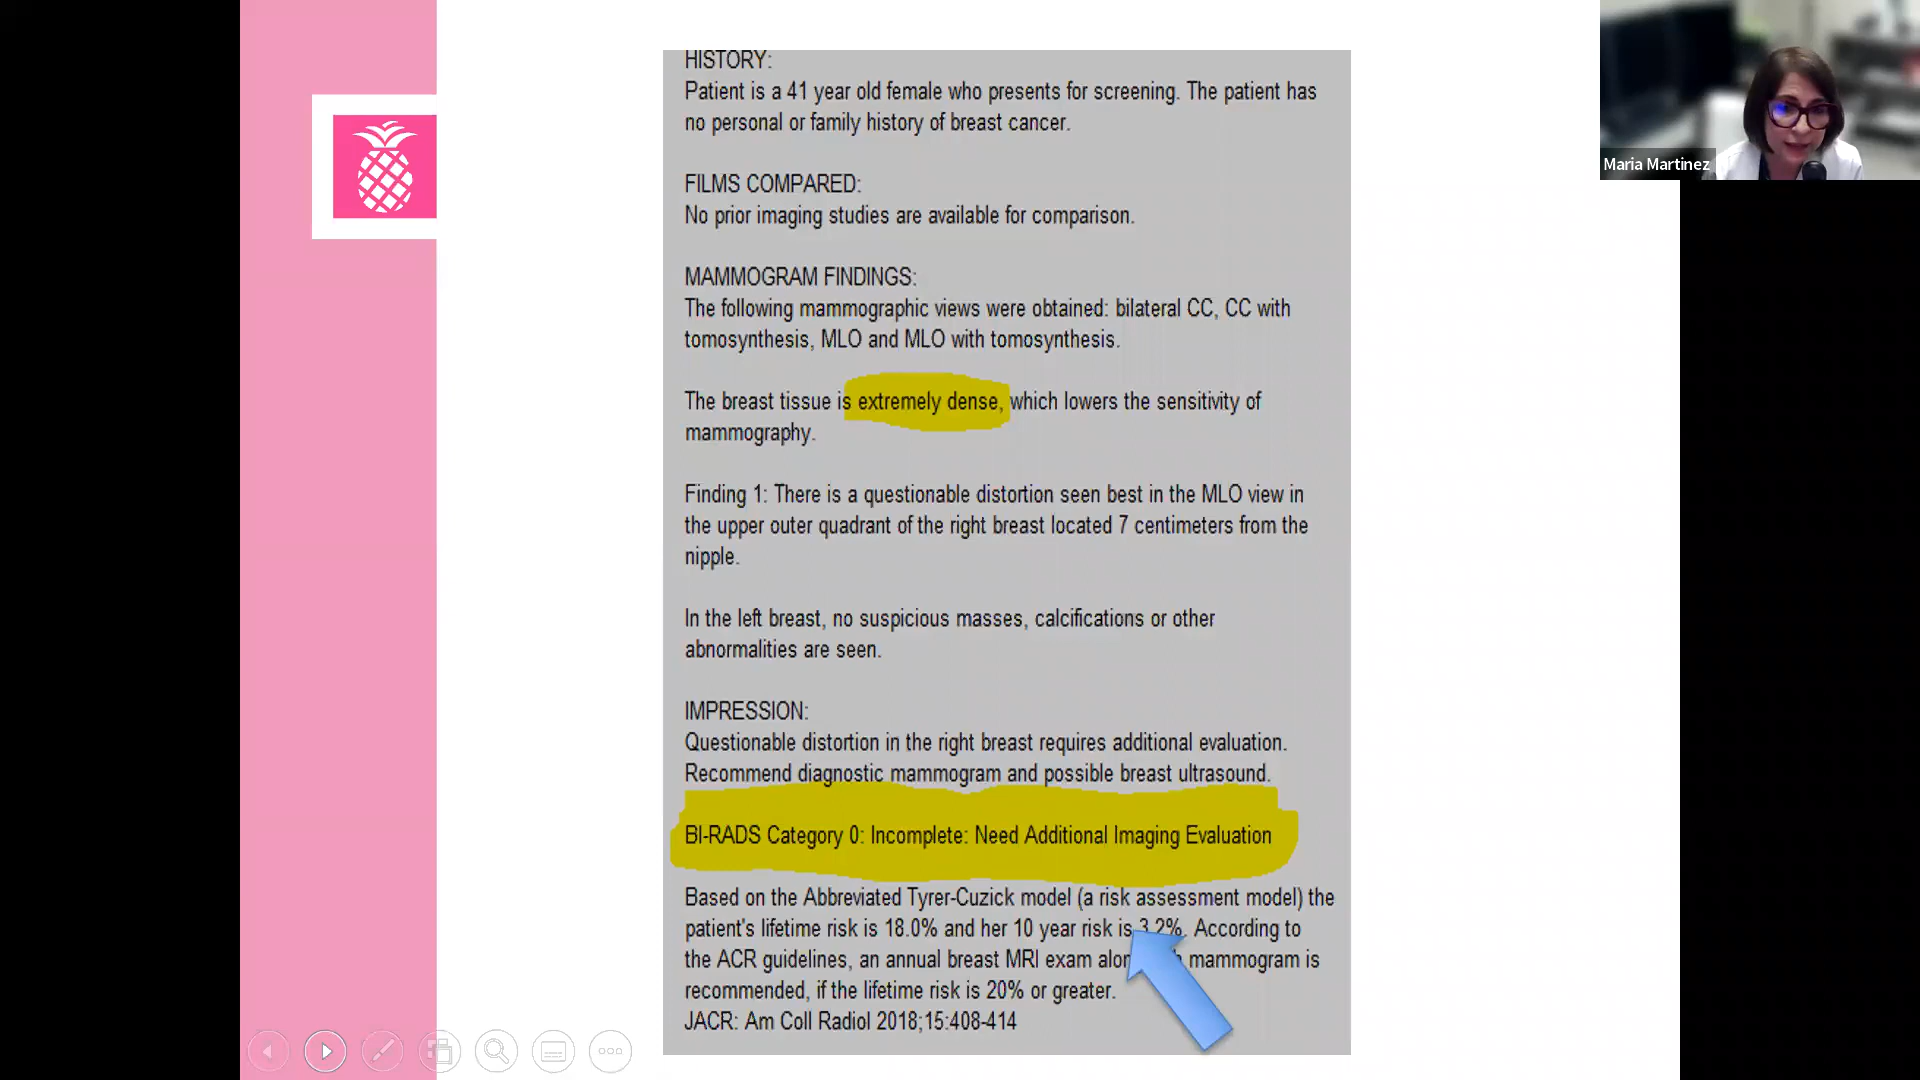 HISTORY:
Patient is a 41 year old female who presents for screening. The patient has
no personal or family history of breast cancer.
FILMS COMPARED:
No prior imaging studies are available for comparison.
MAMMOGRAM FINDINGS:
The following mammographic views were obtained: bilateral CC, CC with
tomosynthesis, MLO and MLO with tomosynthesis.
The breast tissue is extremely dense, which lowers the sensitivity of
mammography.
Finding 1: There is a questionable distortion seen best in the MLO view in
the upper outer quadrant of the right breast located 7 centimeters from the
nipple.
In the left breast, no suspicious masses, calcifications or other
abnormalities are seen.
IMPRESSION:
Questionable distortion in the right breast requires additional evaluation.
Recommend diagnostic mammogram and possible breast ultrasound.
BI-RADS Category 0: Incomplete: Need Additional Imaging Evaluation
Based on the Abbreviated Tyrer-Cuzick model (a risk assessment model) the
patient's lifetime risk is 18.0% and her 10 year risk is 3.2%. According to
the ACR guidelines, an annual breast MRI exam mammogram is
recommended, if the lifetime risk is 20% or greater.
JACR: Am Coll Radiol 2018;15:408-414
Maria Martinez